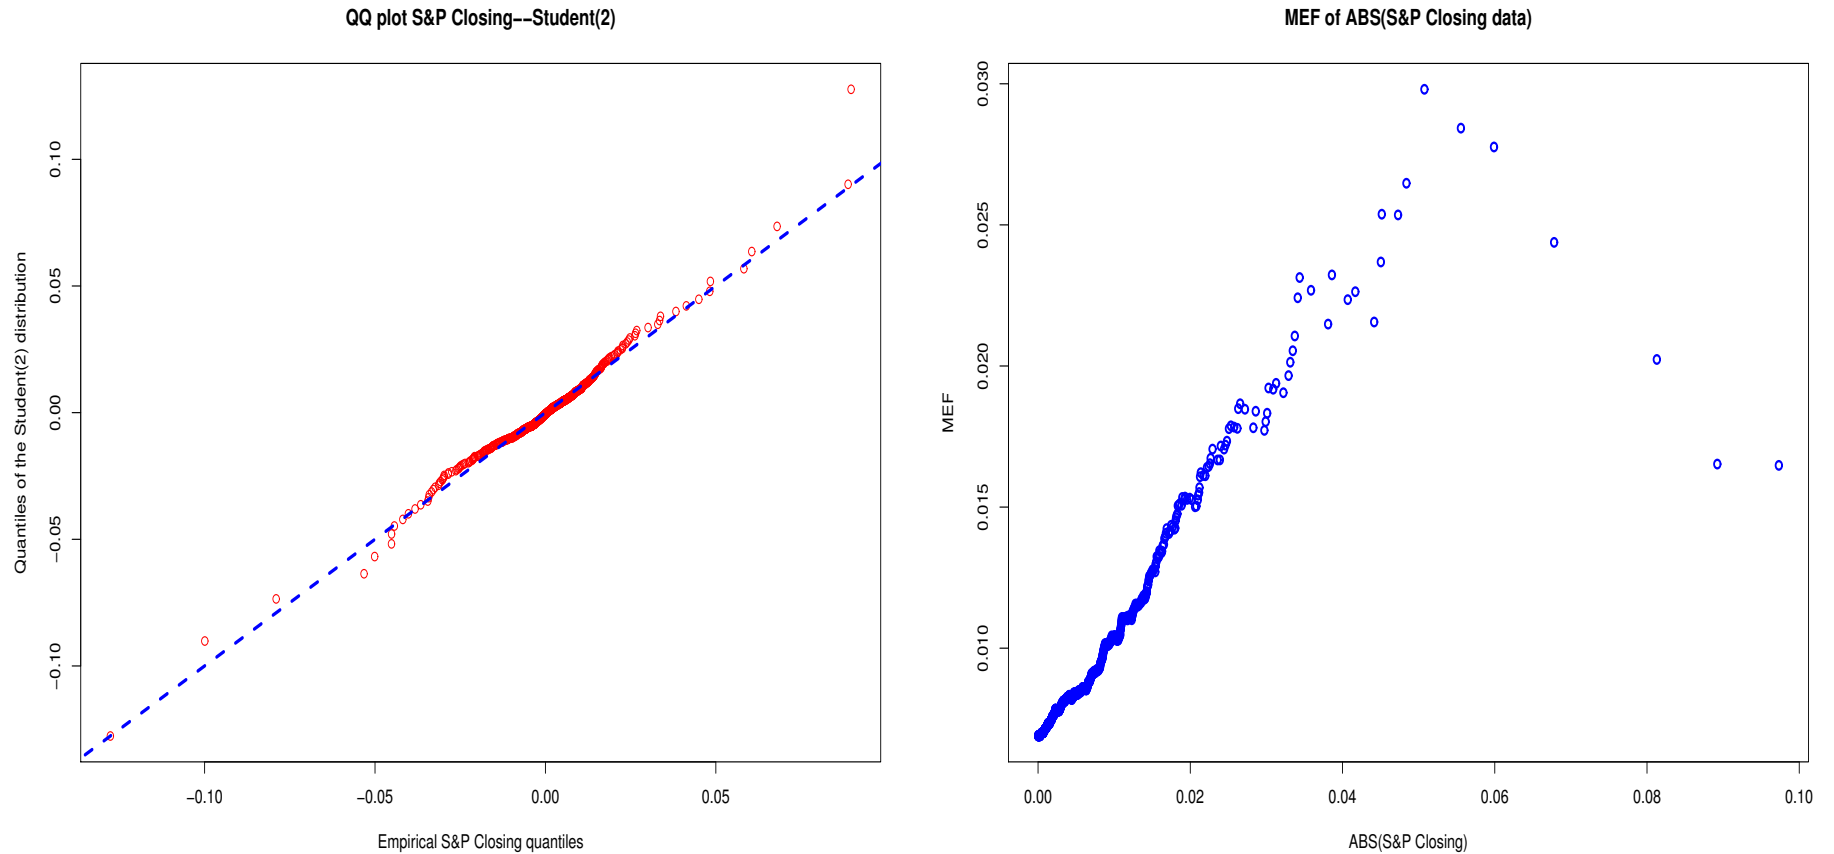 QQ plot S&P Closing--Student(2)
Quantiles of the Student(2) distribution
0.10
0.05
0.00
-0.05
-0.10
-0.10 -0.05 0.00 0.05
Empirical S&P Closing quantiles
MEF of ABS(S&P Closing data)
MEF
0.030
0.025
0.020
0.015
0.010
0.00 0.02 0.04 0.06 0.08 0.10
ABS(S&P Closing)